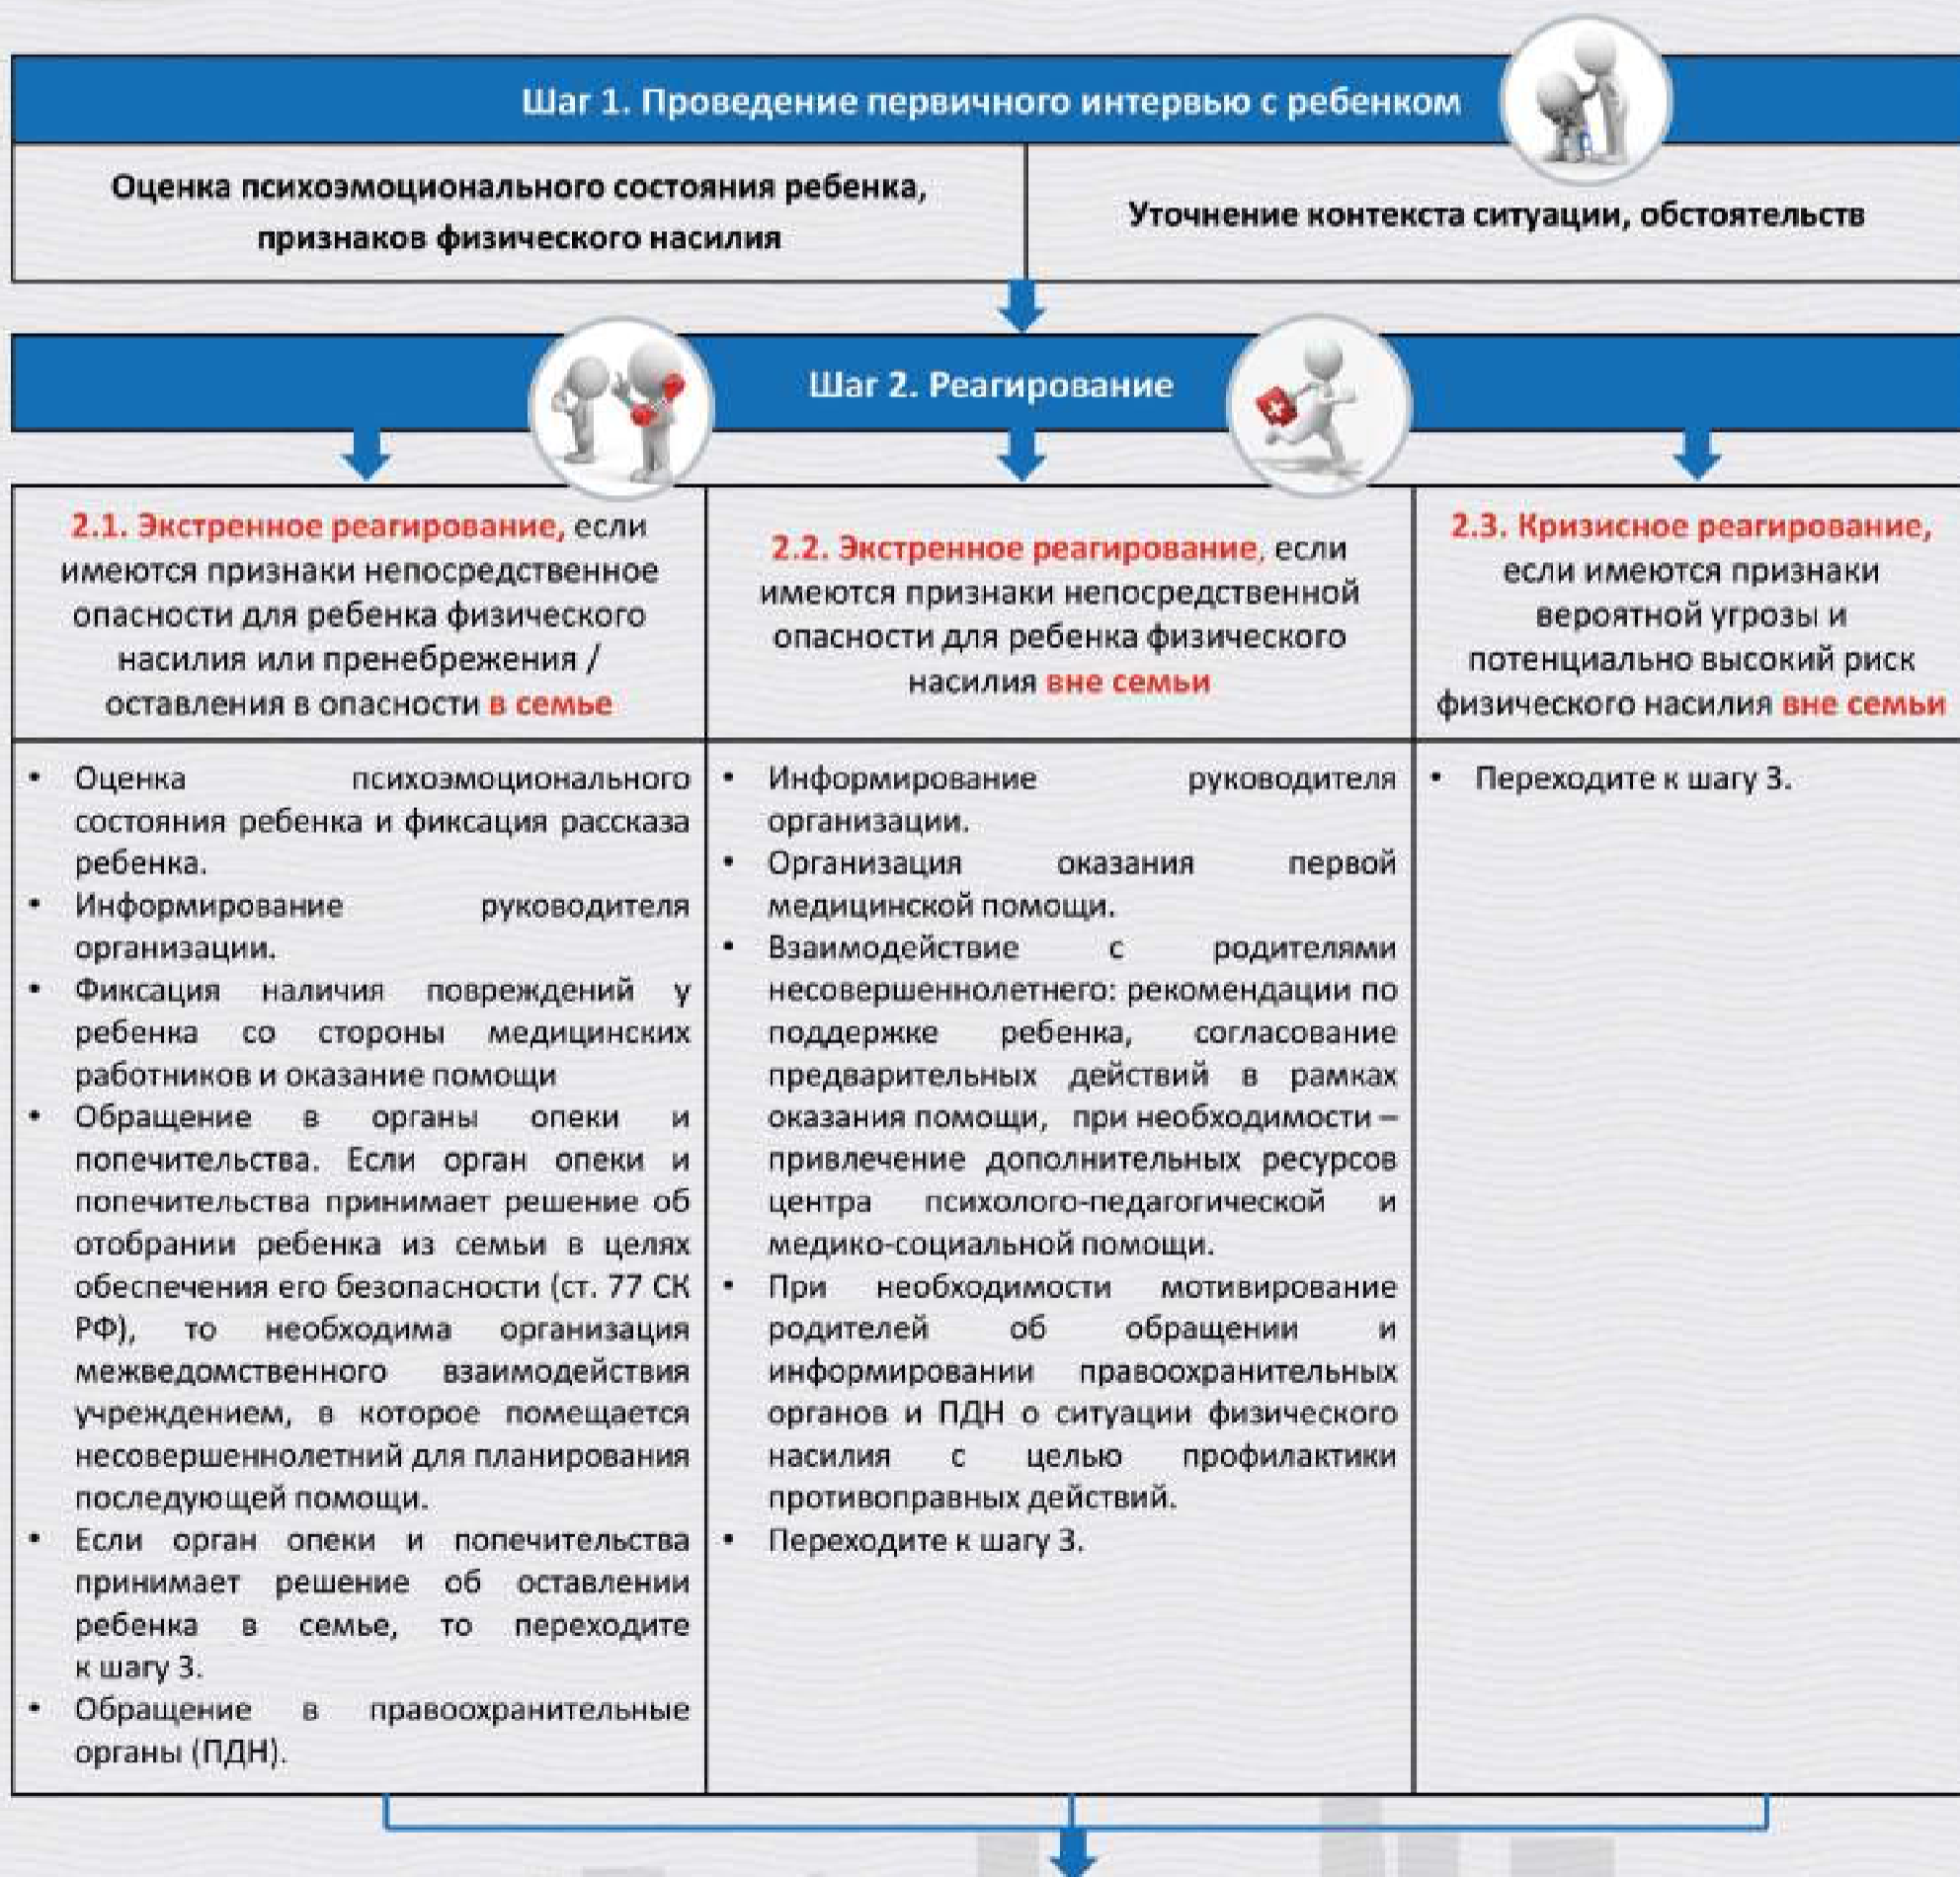 Шаг 1. Проведение первичного интервью с ребенком
Оценка психоэмоционального состояния ребенка,
признаков физического насилия
Уточнение контекста ситуации, обстоятельств
Шаг 2. Реагирование
2.1. Экстренное реагирование, если
имеются признаки непосредственное
опасности для ребенка физического
насилия или пренебрежения /
оставления в опасности в семье
2.2. Экстренное реагирование, если
имеются признаки непосредственной
опасности для ребенка физического
насилия вне семьи
2.3. Кризисное реагирование,
если имеются признаки
вероятной угрозы и
потенциально высокий риск
физического насилия вне семьи
• Оценка психоэмоционального
состояния ребенка и фиксация рассказа
ребенка.
• Информирование руководителя
организации.
• Фиксация наличия повреждений у
ребенка со стороны медицинских
работников и оказание помощи
• Обращение в органы опеки и
попечительства. Если орган опеки и
попечительства принимает решение об
отобрании ребенка из семьи в целях
обеспечения его безопасности (ст. 77 СК
РФ), то необходима организация
межведомственного взаимодействия
учреждением, в которое помещается
несовершеннолетний для планирования
последующей помощи.
• Если орган опеки и попечительства
принимает решение об оставлении
ребенка в семье, то переходите
к шагу 3.
• Обращение в правоохранительные
органы (ПДН).
• Информирование руководителя
организации.
• Организация оказания первой
медицинской помощи.
• Взаимодействие с родителями
несовершеннолетнего: рекомендации по
поддержке ребенка, согласование
предварительных действий в рамках
оказания помощи, при необходимости –
привлечение дополнительных ресурсов
центра психолого-педагогической и
медико-социальной помощи.
• При необходимости мотивирование
родителей об обращении и
информировании правоохранительных
органов и ПДН о ситуации физического
насилия с целью профилактики
противоправных действий.
• Переходите к шагу 3.
• Переходите к шагу 3.